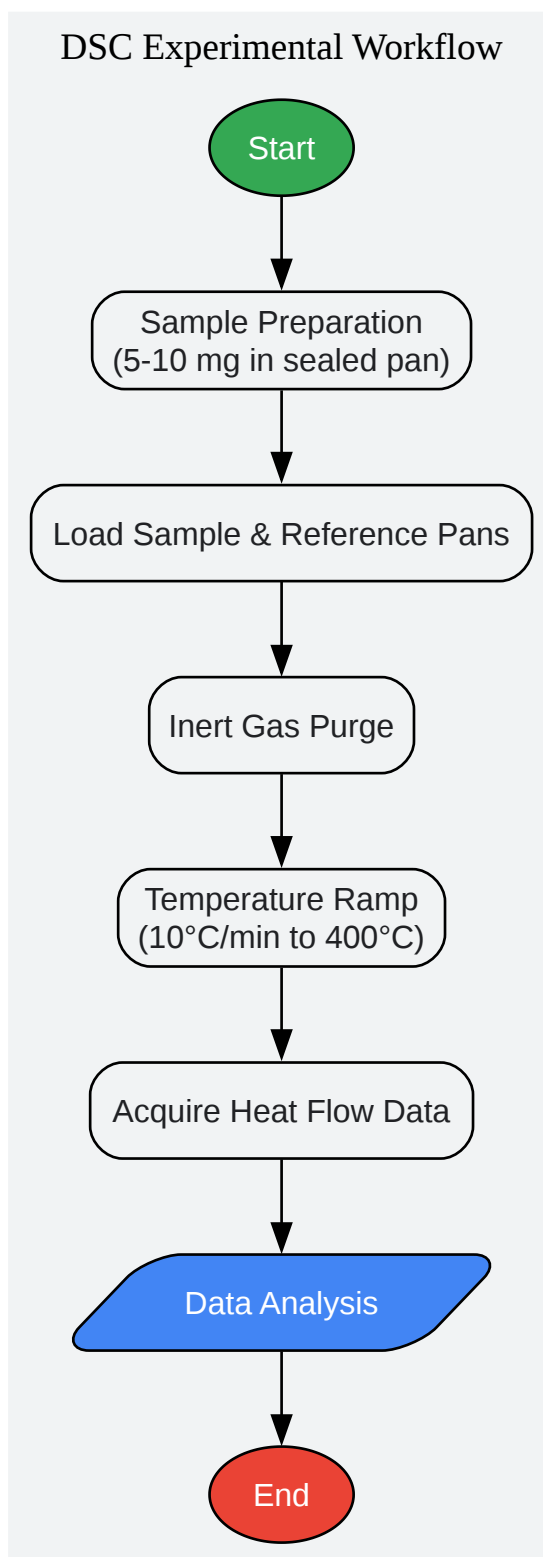 DSC Experimental Workflow
Start
Sample Preparation
(5-10 mg in sealed pan)
Load Sample & Reference Pans
Inert Gas Purge
Temperature Ramp
(10°C/min to 400°C)
Acquire Heat Flow Data
Data Analysis
End